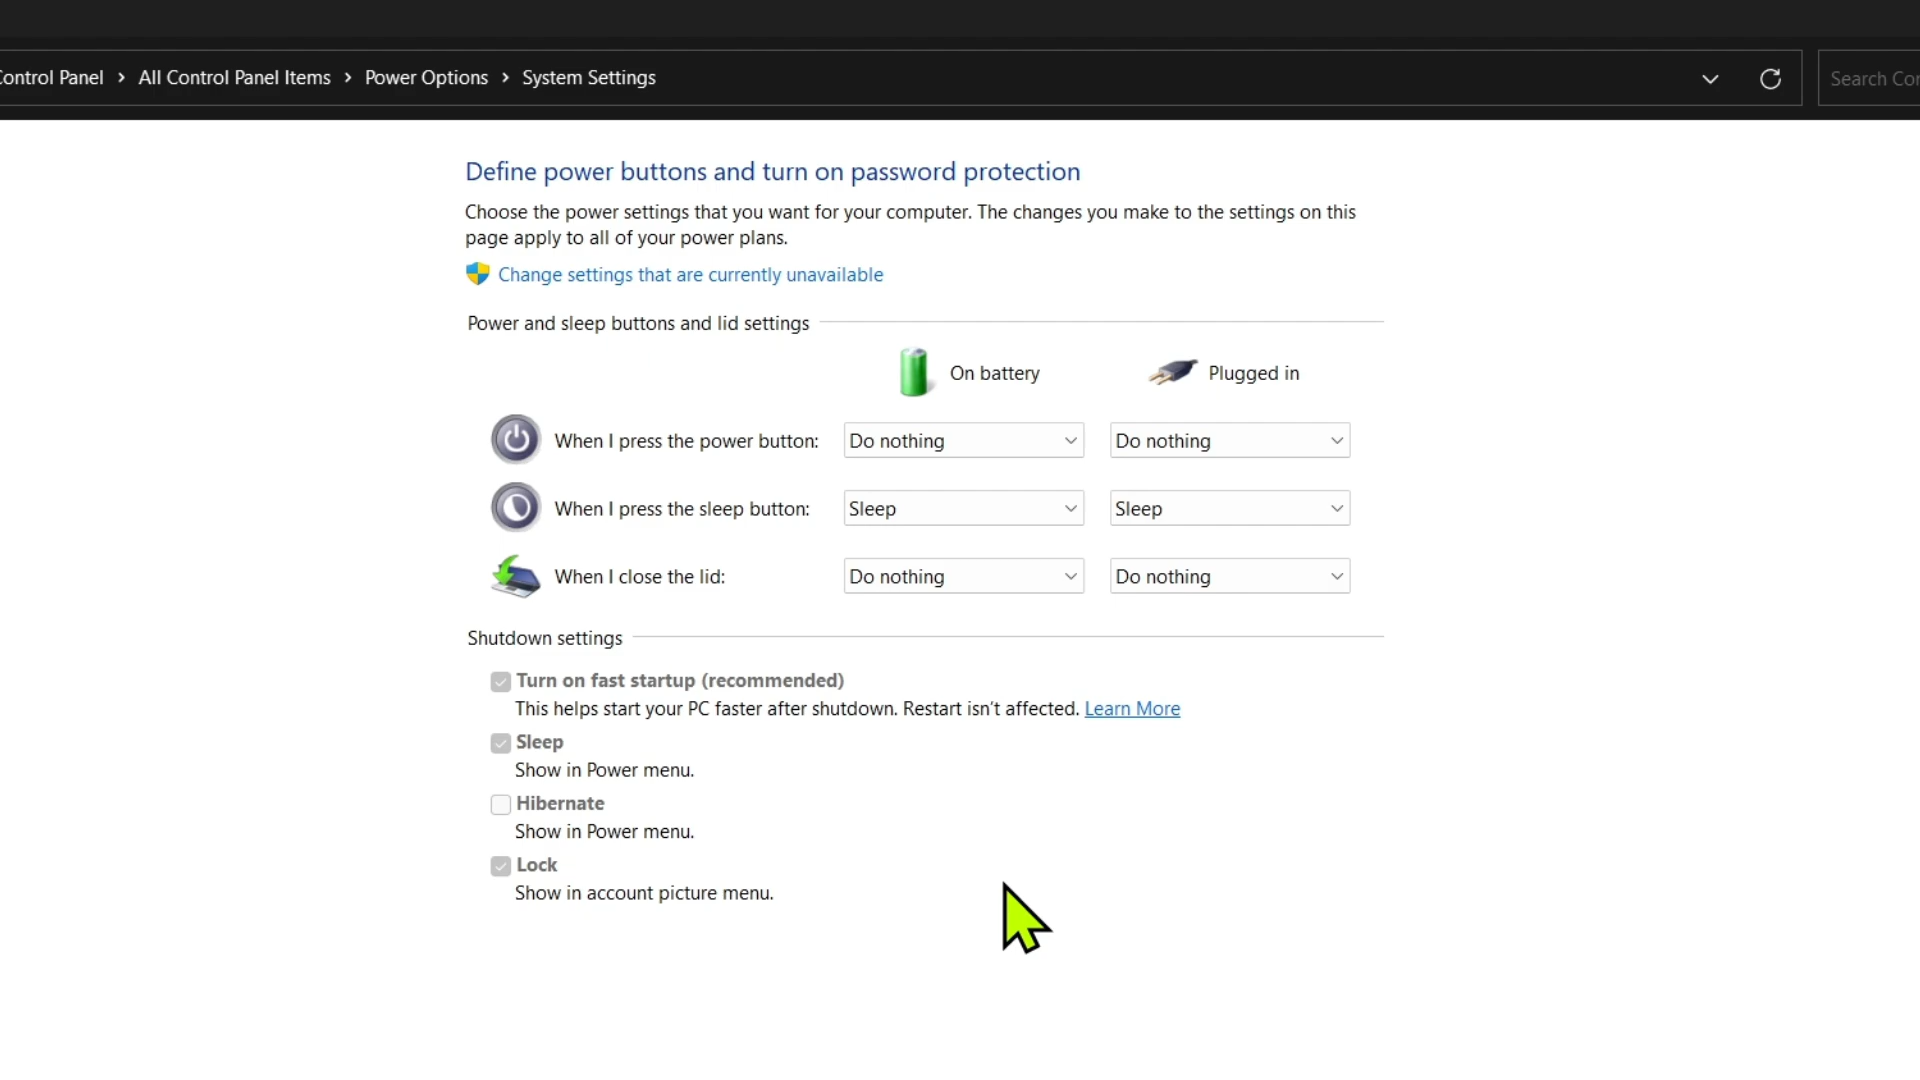 Control Panel > All Control Panel Items > Power Options > System Settings
Search Con
Define power buttons and turn on password protection
Choose the power settings that you want for your computer. The changes you make to the settings on this
page apply to all of your power plans.
Change settings that are currently unavailable
Power and sleep buttons and lid settings
On battery Plugged in
When I press the power button: Do nothing Do nothing
When I press the sleep button: Sleep Sleep
When I close the lid: Do nothing Do nothing
Shutdown settings
Turn on fast startup (recommended)
This helps start your PC faster after shutdown. Restart isn't affected. Learn More
Sleep
Show in Power menu.
Hibernate
Show in Power menu.
Lock
Show in account picture menu.